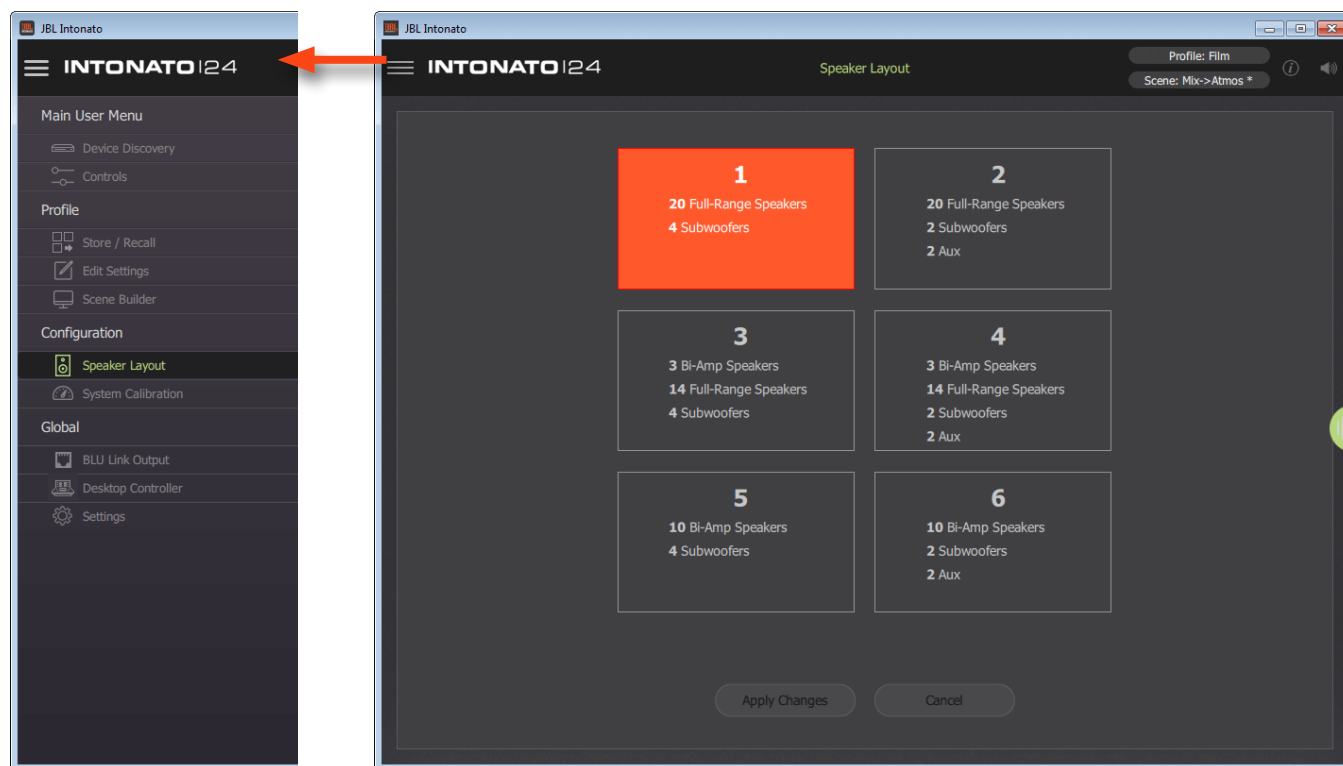 JBL Intonato
INTONATO|24
Main User Menu
Device Discovery
Controls
Profile
Store / Recall
Edit Settings
Scene Builder
Configuration
Speaker Layout
System Calibration
Global
BLU Link Output
Desktop Controller
Settings
JBL Intonato
INTONATO|24
Speaker Layout
Profile: Film
Scene: Mix->Atmos *
1
20 Full-Range Speakers
4 Subwoofers
2
20 Full-Range Speakers
2 Subwoofers
2 Aux
3
3 Bi-Amp Speakers
14 Full-Range Speakers
4 Subwoofers
4
3 Bi-Amp Speakers
14 Full-Range Speakers
2 Subwoofers
2 Aux
5
10 Bi-Amp Speakers
4 Subwoofers
6
10 Bi-Amp Speakers
2 Subwoofers
2 Aux
Apply Changes
Cancel